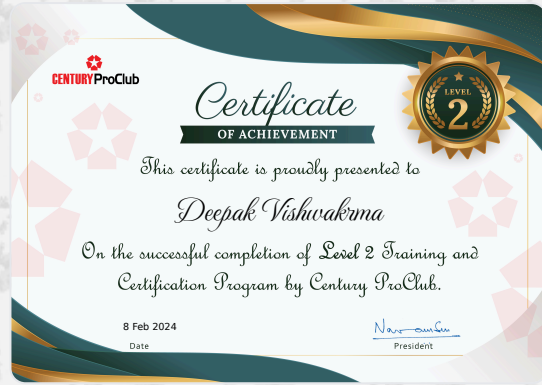 CENTURY ProClub
Certificate
OF ACHIEVEMENT
LEVEL
2
This certificate is proudly presented to
Deepak Vishwakrma
On the successful completion of Level 2 Training and
Certification Program by Century ProClub.
8 Feb 2024
Date
President